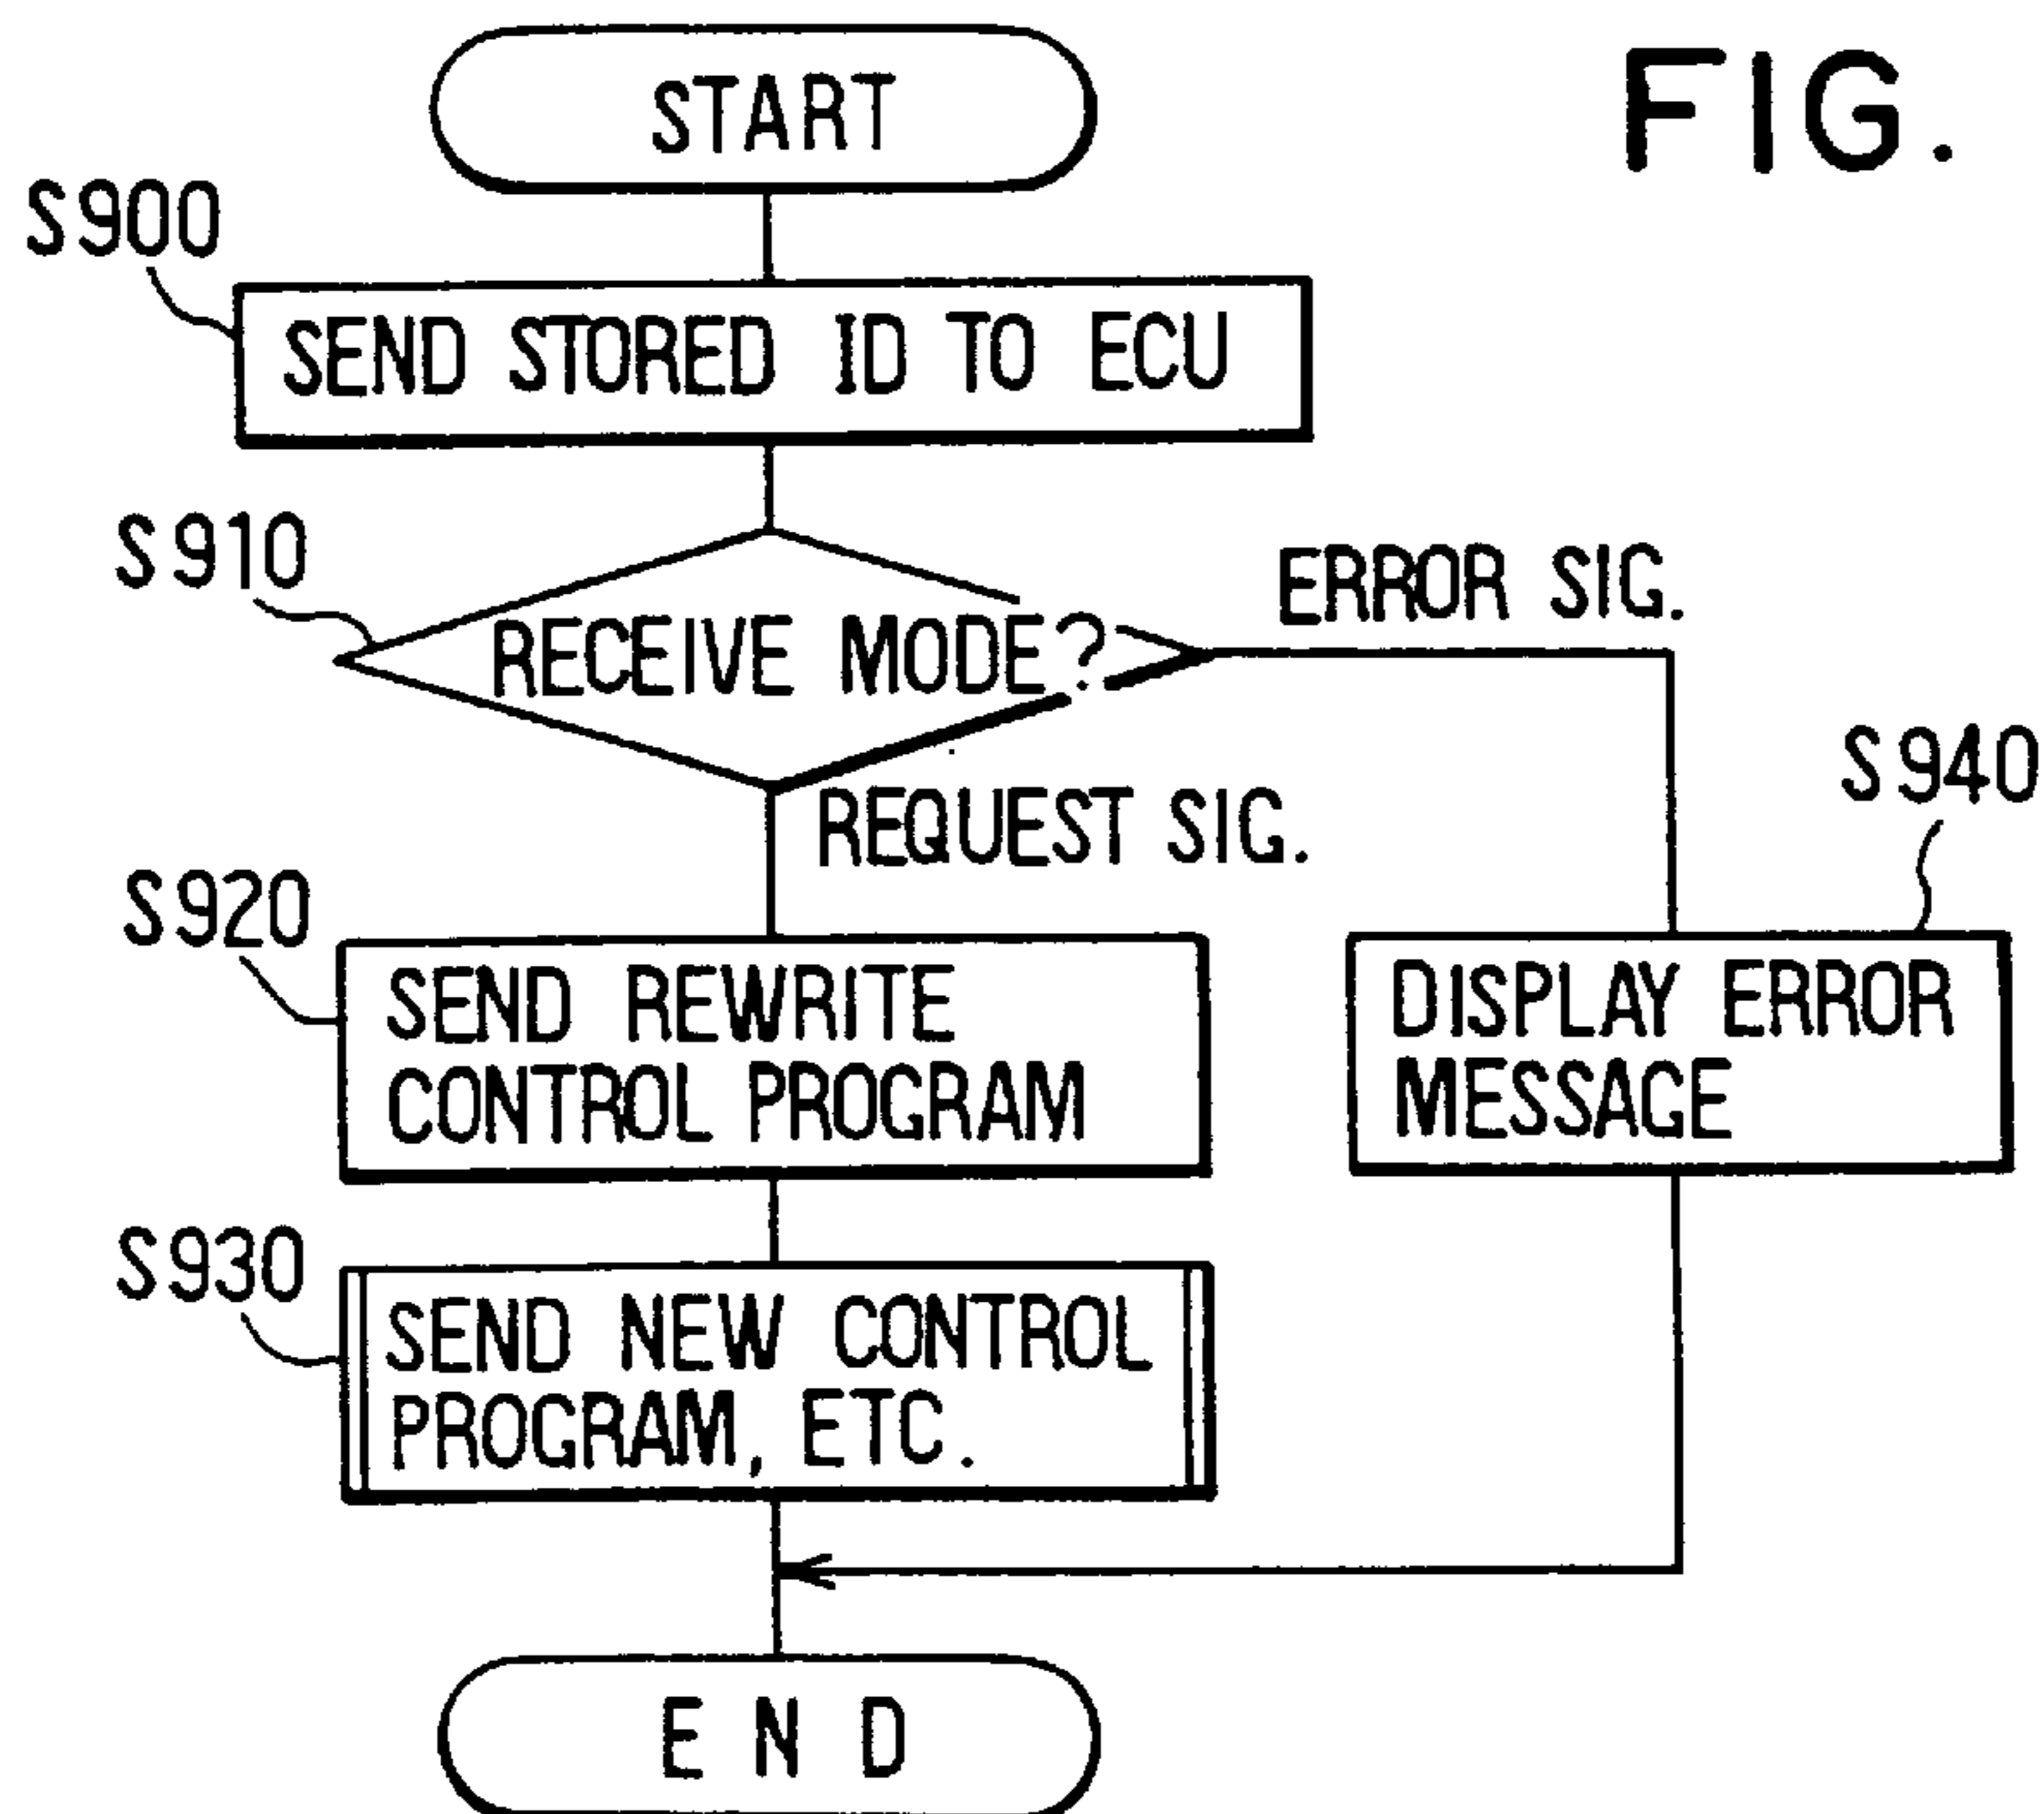 START
FIG.
S900
SEND STORED ID TO ECU
S910
RECEIVE MODE?
ERROR SIG.
REQUEST SIG.
S940
S920
SEND REWRITE
CONTROL PROGRAM
DISPLAY ERROR
MESSAGE
S930
SEND NEW CONTROL
PROGRAM, ETC.
END